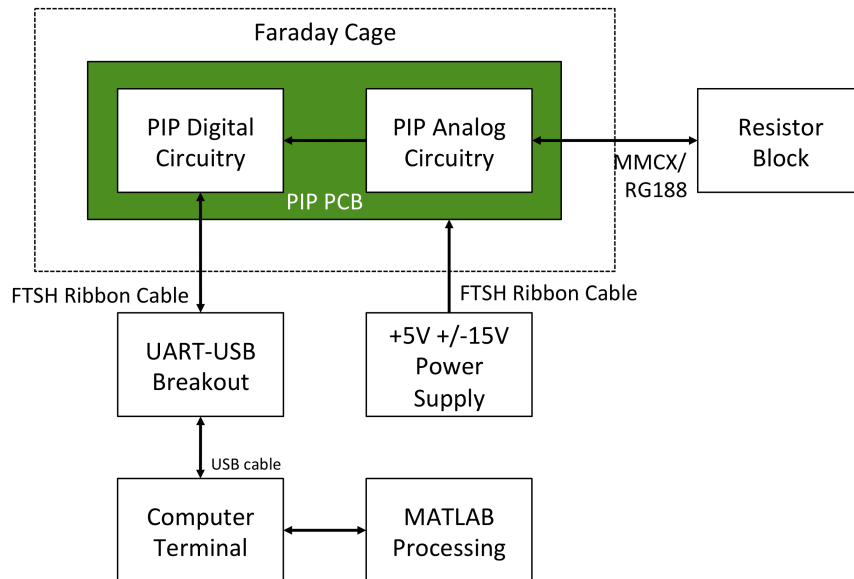 Faraday Cage
PIP Digital
Circuitry
PIP Analog
Circuitry
Resistor
Block
MMCX/
RG188
PIP PCB
FTSH Ribbon Cable
FTSH Ribbon Cable
UART-USB
Breakout
+5V +/-15V
Power
Supply
USB cable
Computer
Terminal
MATLAB
Processing